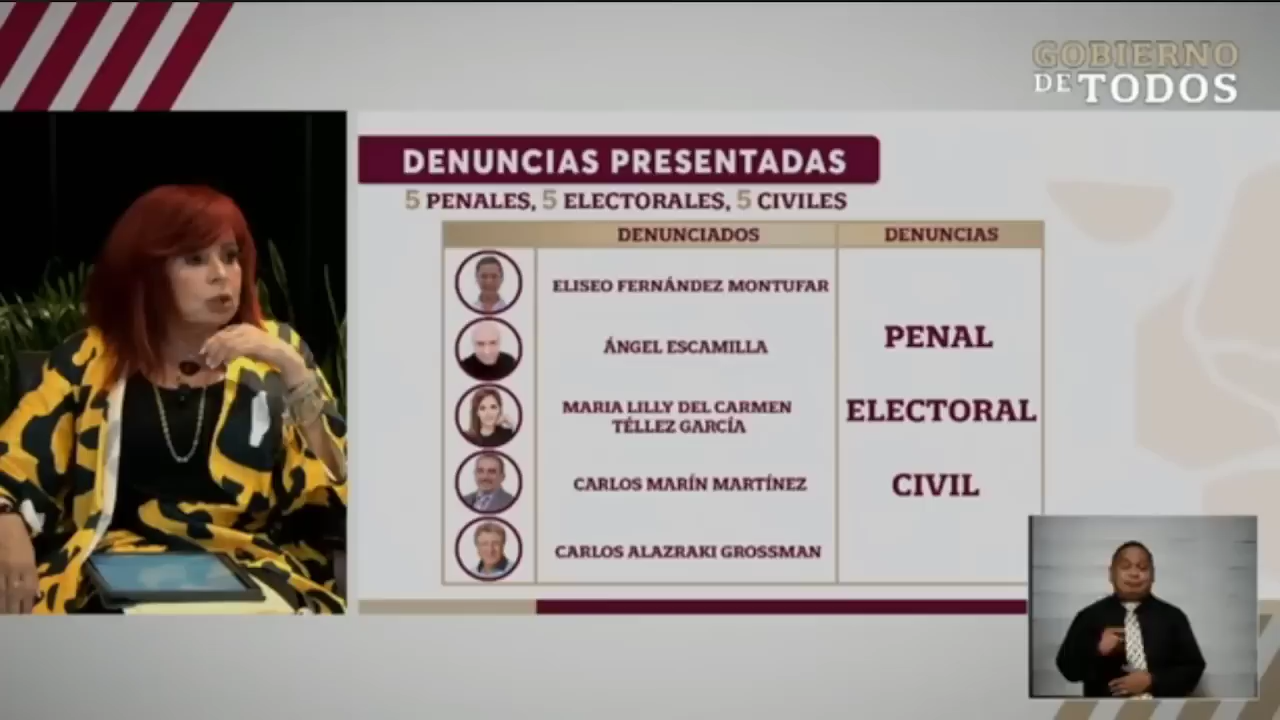 GOBIERNO
DE TODOS
DENUNCIAS PRESENTADAS
5 PENALES, 5 ELECTORALES, 5 CIVILES
DENUNCIADOS
DENUNCIAS
ELISEO FERNÁNDEZ MONTUFAR
ÁNGEL ESCAMILLA
MARIA LILLY DEL CARMEN
TÉLLEZ GARCÍA
CARLOS MARÍN MARTÍNEZ
CARLOS ALAZRAKI GROSSMAN
PENAL
ELECTORAL
CIVIL